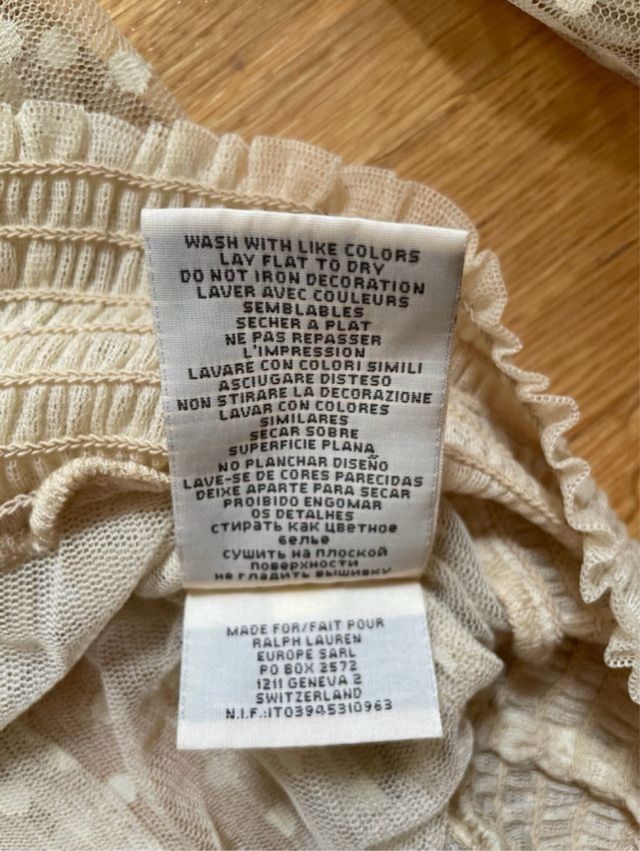 WASH WITH LIKE COLORS
LAY FLAT TO DRY
DO NOT IRON DECORATION
LAVER AVEC COULEURS
SEMBLABLES
SECHER A PLAT
NE PAS REPASSER
L'IMPRESSION
LAVARE CON COLORI SIMILI
ASCIUGARE DISTESO
NON STIRARE LA DECORAZIONE
LAVAR CON COLORES
SIMILARES
SECAR SOBRE
SUPERFICIE PLANA
NO PLANCHAR DISEÑO
LAVE-SE DE CORES PARECIDAS
DEIXE APARTE PARA SECAR
PROIBIDO ENGOMAR
OS DETALHES
СТИРАТЬ КАК ЦВЕТНОЕ
БЕЛЬЕ
СУШИТЬ НА ПЛОСКОЙ
ПОВЕРХНОСТИ
НЕ ГЛАДИТЬ ВЫШИВКУ
MADE FOR/FAIT POUR
RALPH LAUREN
EUROPE SARL
PO BOX 2572
1211 GENEVA 2
SWITZERLAND
N.I.F.:IT03945310963